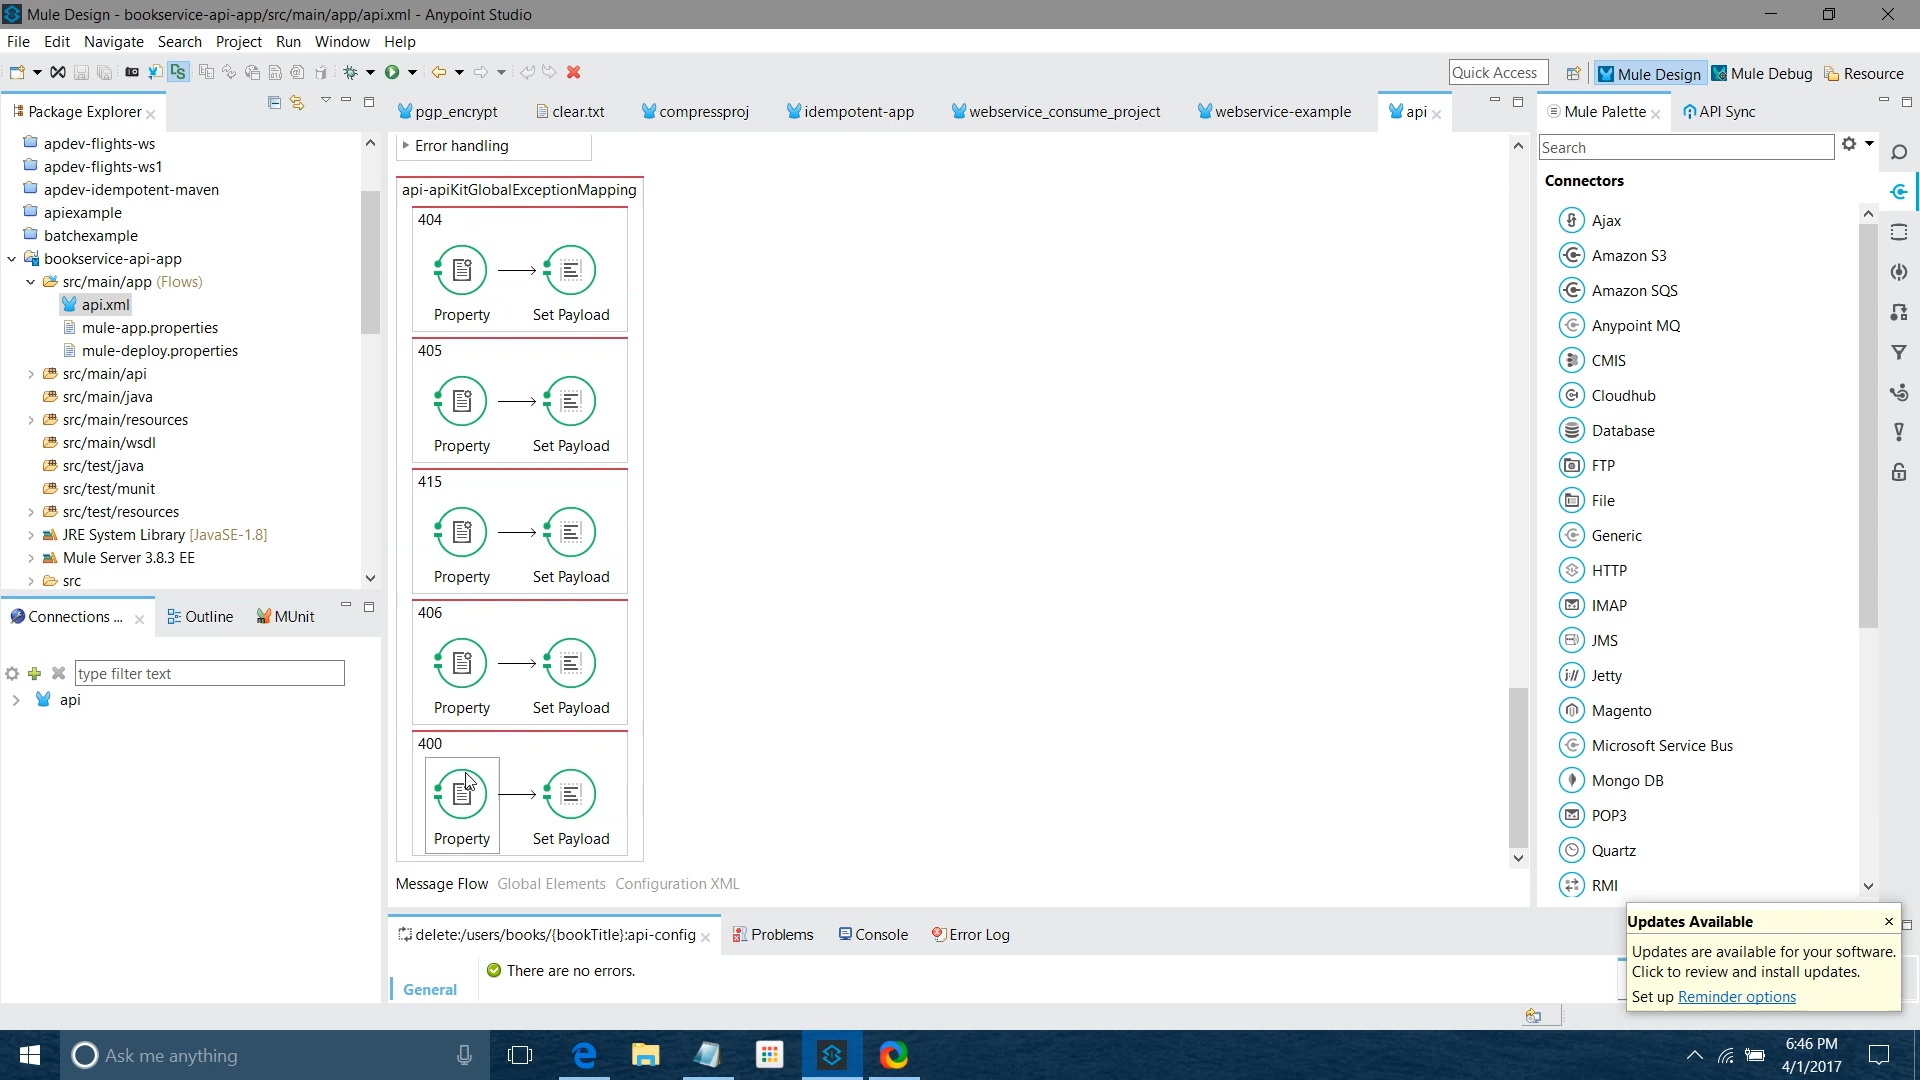 Mule Design - bookservice-api-app/src/main/app/api.xml - Anypoint Studio
File Edit Navigate Search Project Run Window Help
Quick Access
Mule Design
Mule Debug
Resource
Package Explorer
apdev-flights-ws
apdev-flights-ws1
apdev-idempotent-maven
apiexample
batchexample
bookservice-api-app
src/main/app (Flows)
api.xml
mule-app.properties
mule-deploy.properties
src/main/api
src/main/java
src/main/resources
src/main/wsdl
src/test/java
src/test/munit
src/test/resources
JRE System Library [JavaSE-1.8]
Mule Server 3.8.3 EE
src
Connections ...
Outline
MUnit
type filter text
api
pgp_encrypt
clear.txt
compressproj
idempotent-app
webservice_consume_project
webservice-example
api
Error handling
api-apiKitGlobalExceptionMapping
404
Property Set Payload
405
Property Set Payload
415
Property Set Payload
406
Property Set Payload
400
Property Set Payload
Message Flow Global Elements Configuration XML
delete:/users/books/{bookTitle}:api-config
Problems
Console
Error Log
There are no errors.
General
Mule Palette
API Sync
Search
Connectors
Ajax
Amazon S3
Amazon SQS
Anypoint MQ
CMIS
Cloudhub
Database
FTP
File
Generic
HTTP
IMAP
JMS
Jetty
Magento
Microsoft Service Bus
Mongo DB
POP3
Quartz
RMI
Updates Available
Updates are available for your software.
Click to review and install updates.
Set up Reminder options
Ask me anything
6:46 PM
4/1/2017